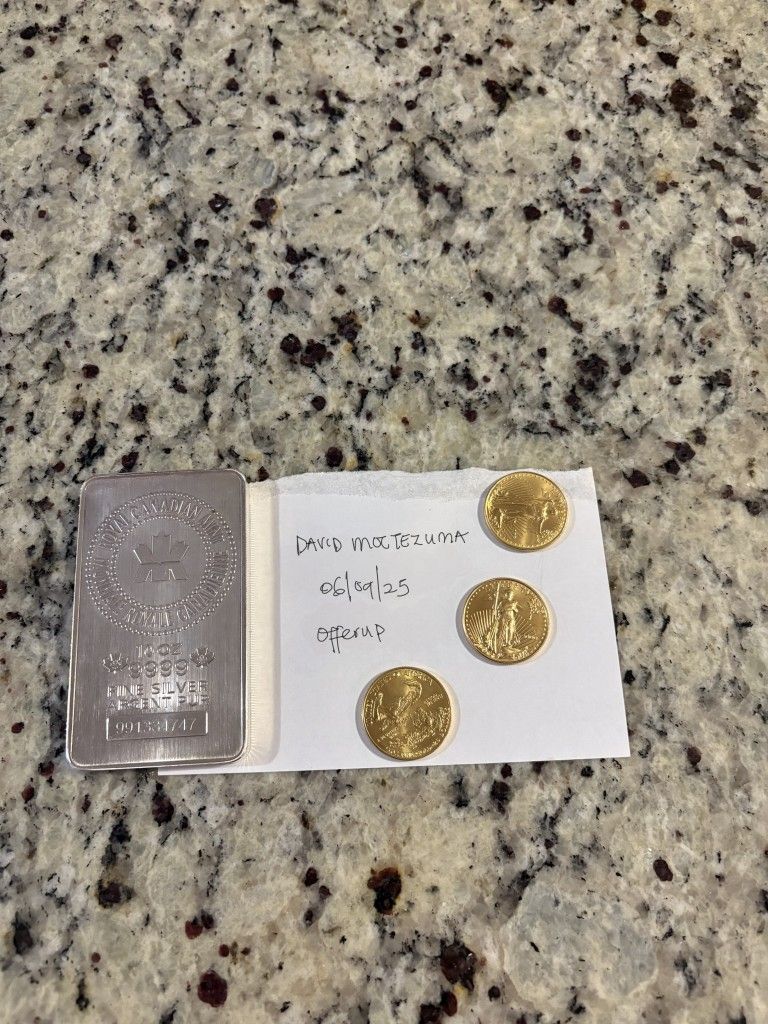 ROYAL CANADIAN MINT
MONNAIE ROYALE CANADIENNE
10 OZ
9999
FINE SILVER
ARGENT PUR
991334747
DAVID MOCTEZUMA
06/09/25
offerup